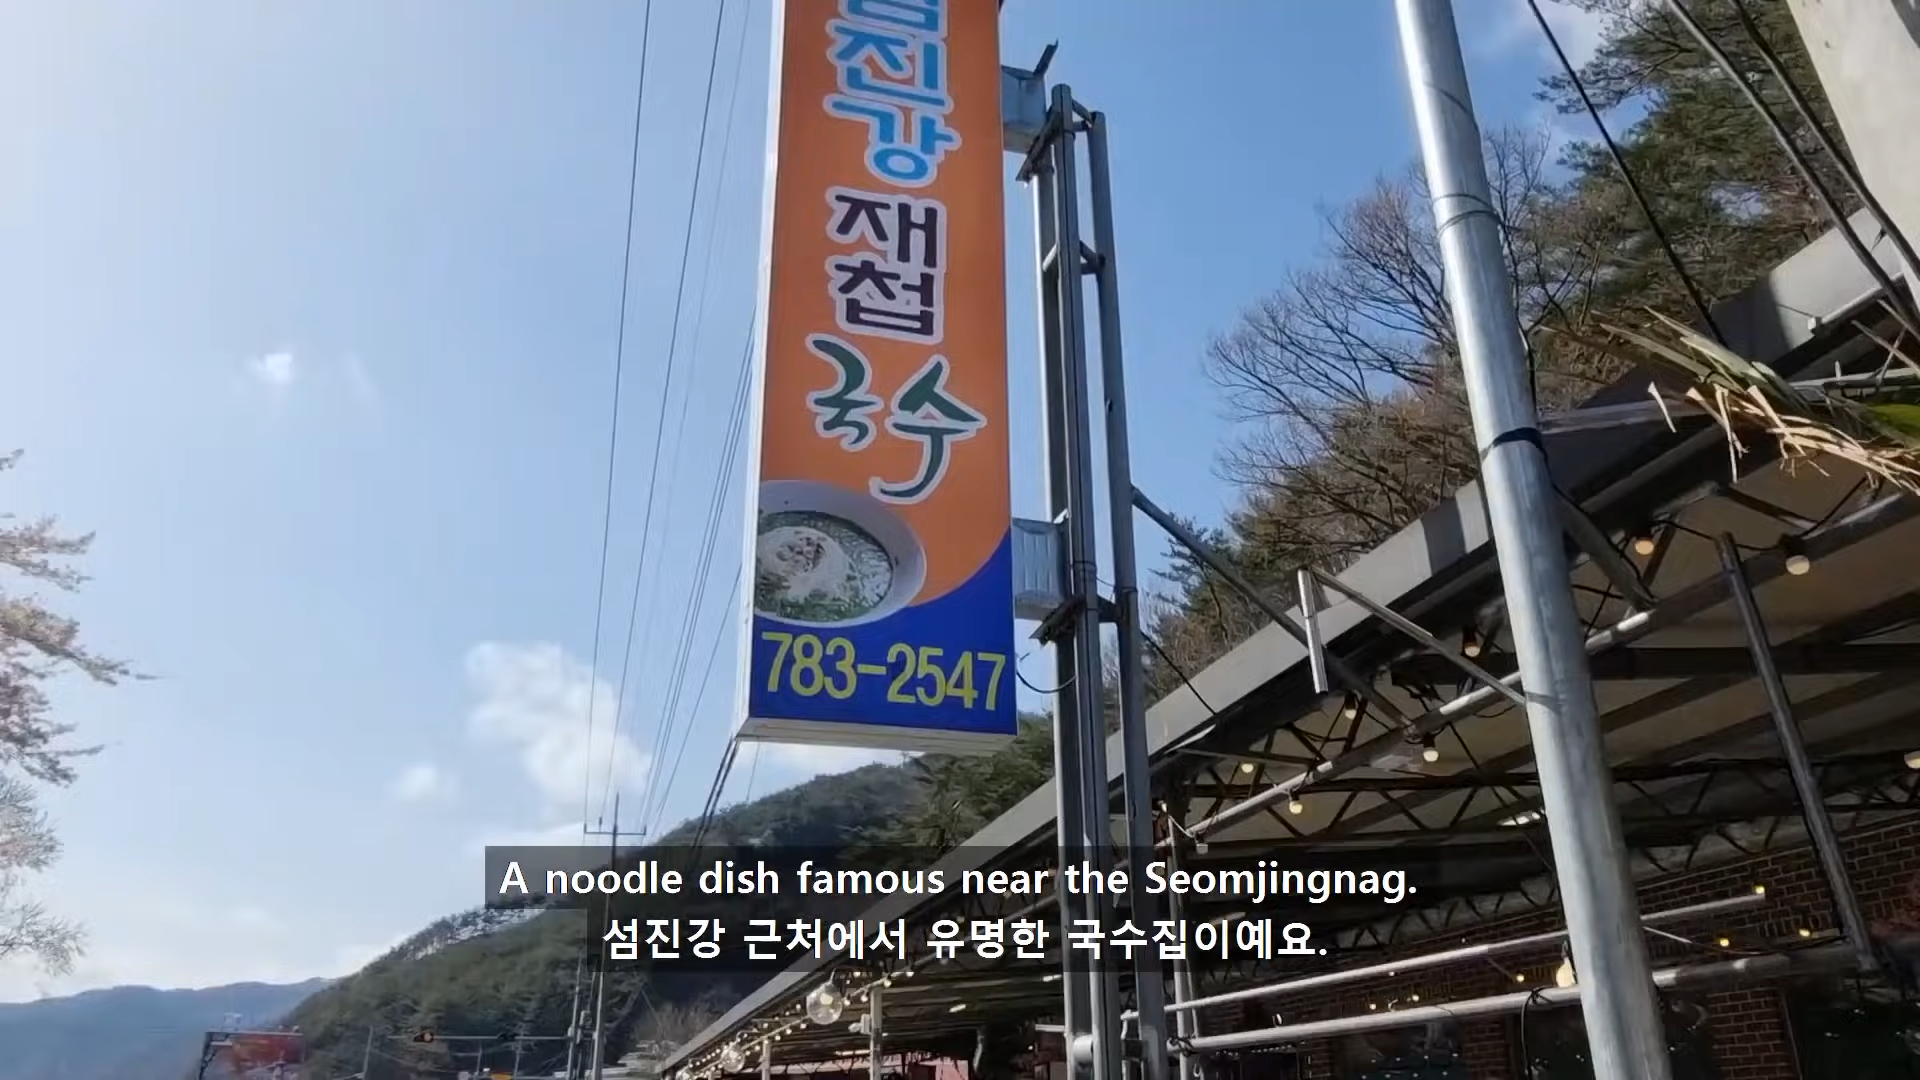 섬진강
재첩
국수
783-2547
A noodle dish famous near the Seomjingnag.
섬진강 근처에서 유명한 국수집이예요.